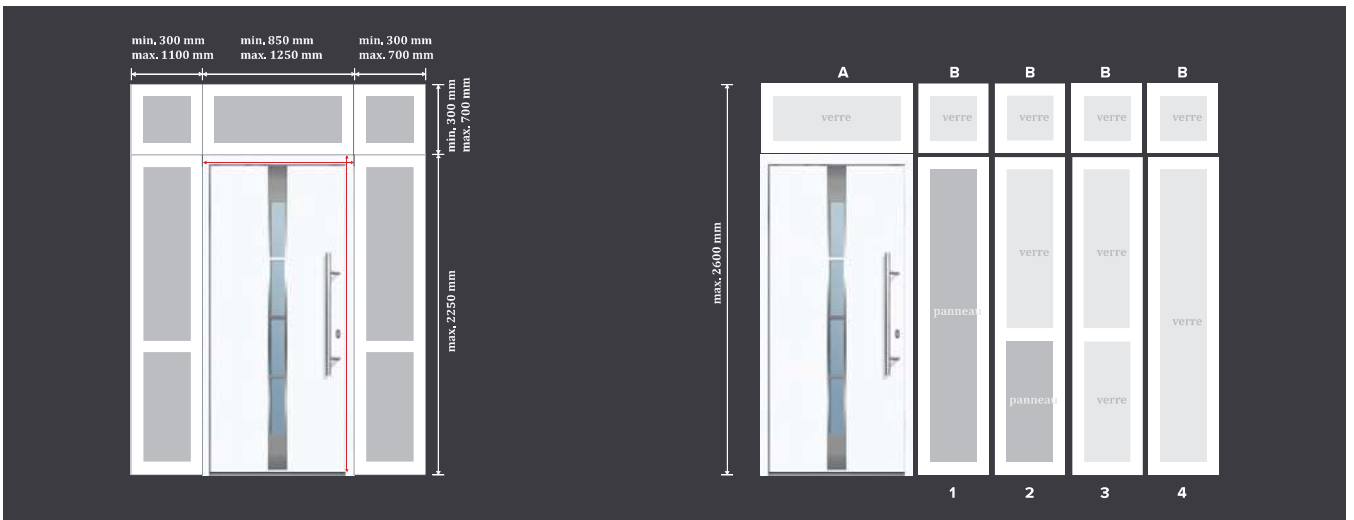 min, 300 mm
max. 1100 mm
min, 850 mm
max. 1250 mm
min, 300 mm
max. 700 mm
min, 300 mm
max. 700 mm
max, 2250 mm
A
B
B
B
B
verre
verre
verre
verre
verre
max. 2600 mm
panneau
verre
panneau
verre
verre
verre
1
2
3
4